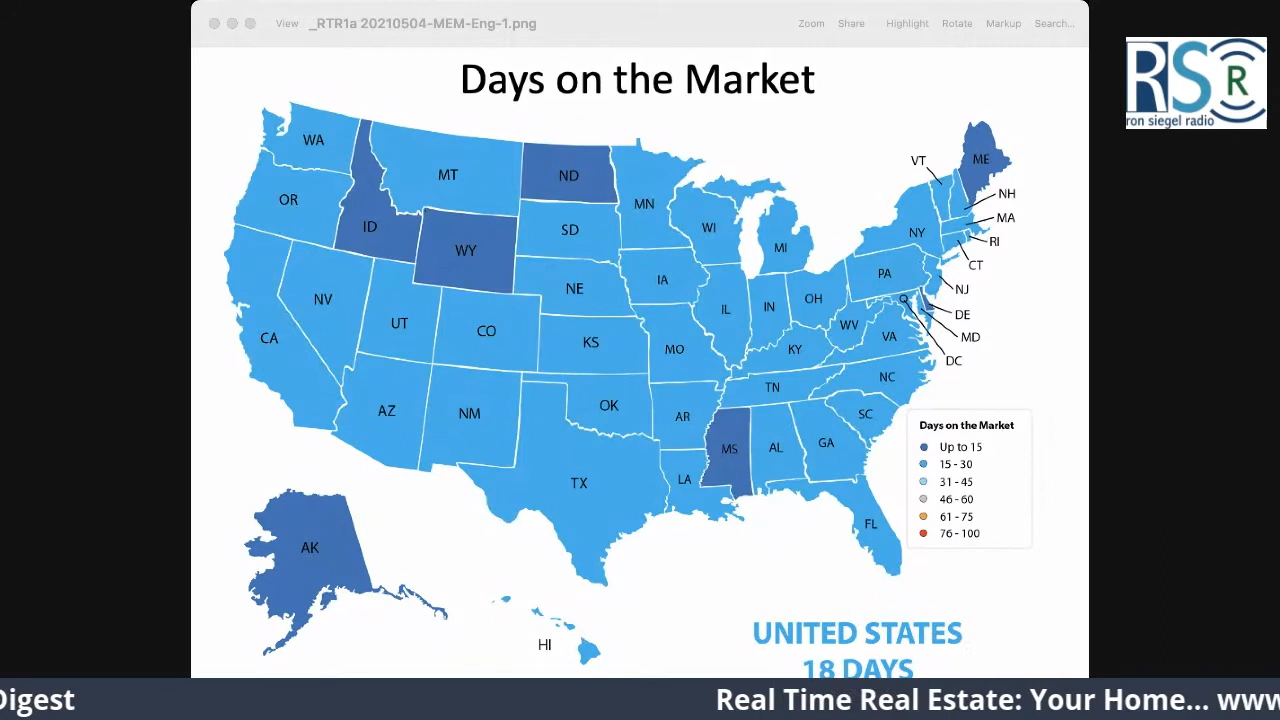 View _RTR1a 20210504-MEM-Eng-1.png Zoom Share Highlight Rotate Markup Search...
RS R
ron siegel radio
Days on the Market
WA
MT
ND
MN
OR
ID
WY
SD
WI
MI
NY
VT
ME
NH
MA
RI
CT
PA
NJ
DE
MD
DC
NV
UT
CO
NE
IA
IL
IN
OH
WV
VA
CA
KS
MO
KY
AZ
NM
OK
AR
TN
NC
SC
MS
AL
GA
TX
LA
FL
AK
HI
Days on the Market
Up to 15
15 - 30
31 - 45
46 - 60
61 - 75
76 - 100
UNITED STATES
18 DAYS
Digest Real Time Real Estate: Your Home... www